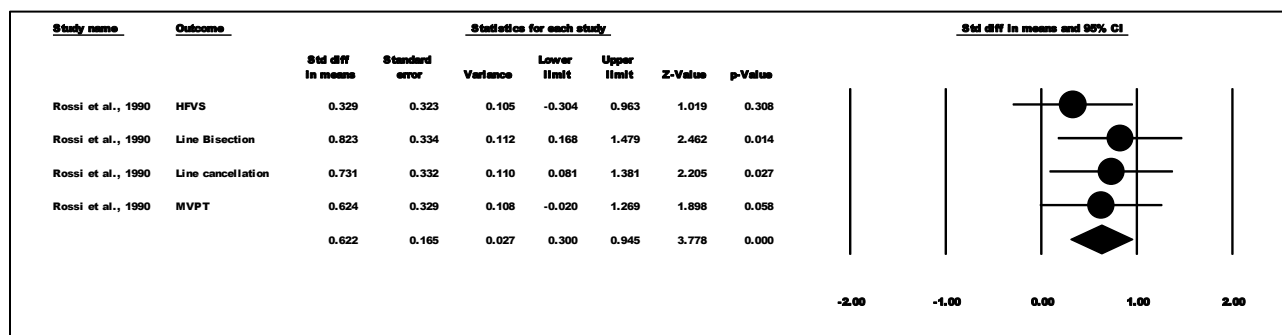 Study name Outcome Statistics for each study Std diff in means and 95% CI
Std diff Standard Lower Upper
in means error Variance limit limit Z-Value p-Value
Rossi et al., 1990 HFVS 0.329 0.323 0.105 -0.304 0.963 1.019 0.308
Rossi et al., 1990 Line Bisection 0.823 0.334 0.112 0.168 1.479 2.462 0.014
Rossi et al., 1990 Line cancellation 0.731 0.332 0.110 0.081 1.381 2.205 0.027
Rossi et al., 1990 MVPT 0.624 0.329 0.108 -0.020 1.269 1.898 0.058
0.622 0.165 0.027 0.300 0.945 3.778 0.000
-2.00 -1.00 0.00 1.00 2.00